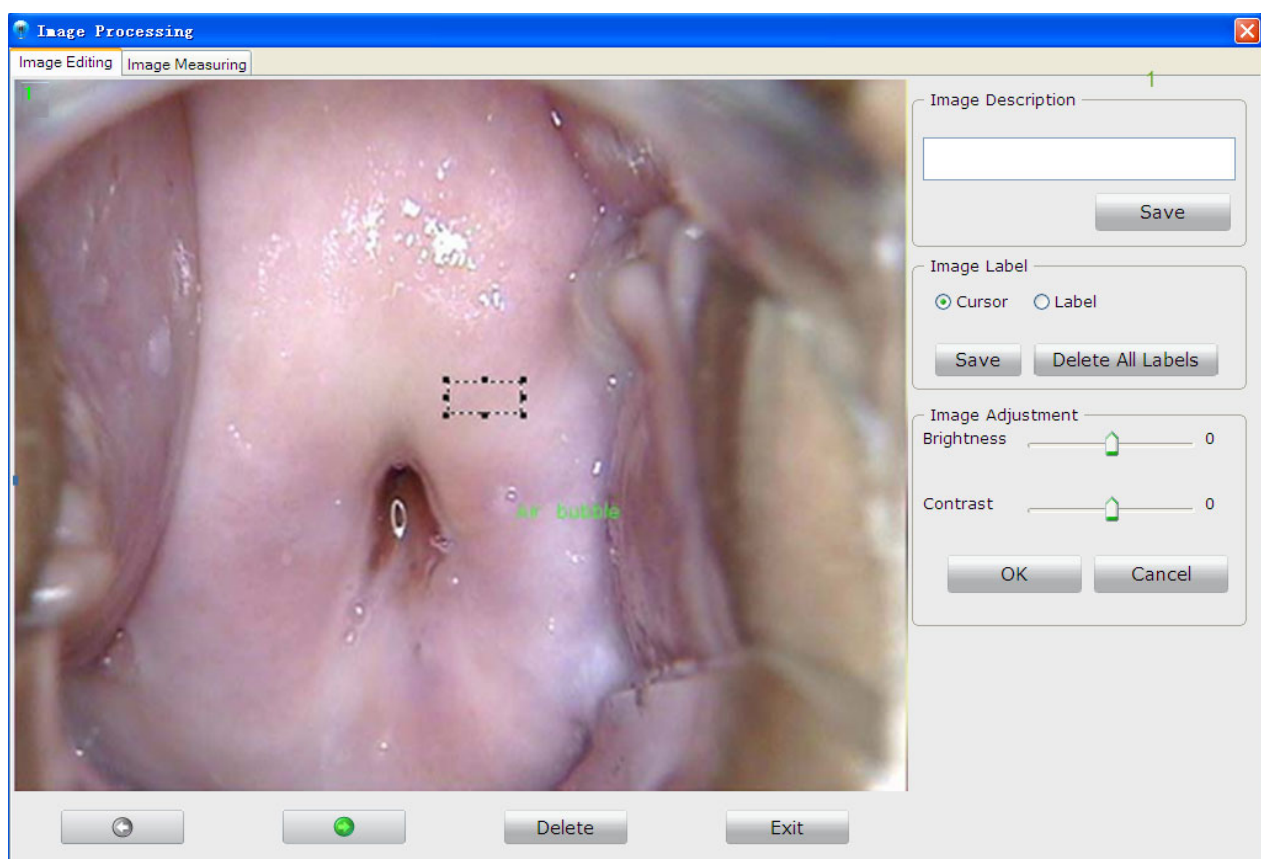 Image Processing
Image Editing Image Measuring
1
1
Image Description
Save
Image Label
Cursor Label
Save Delete All Labels
Image Adjustment
Brightness 0
Air bubble
Contrast 0
OK Cancel
Delete Exit